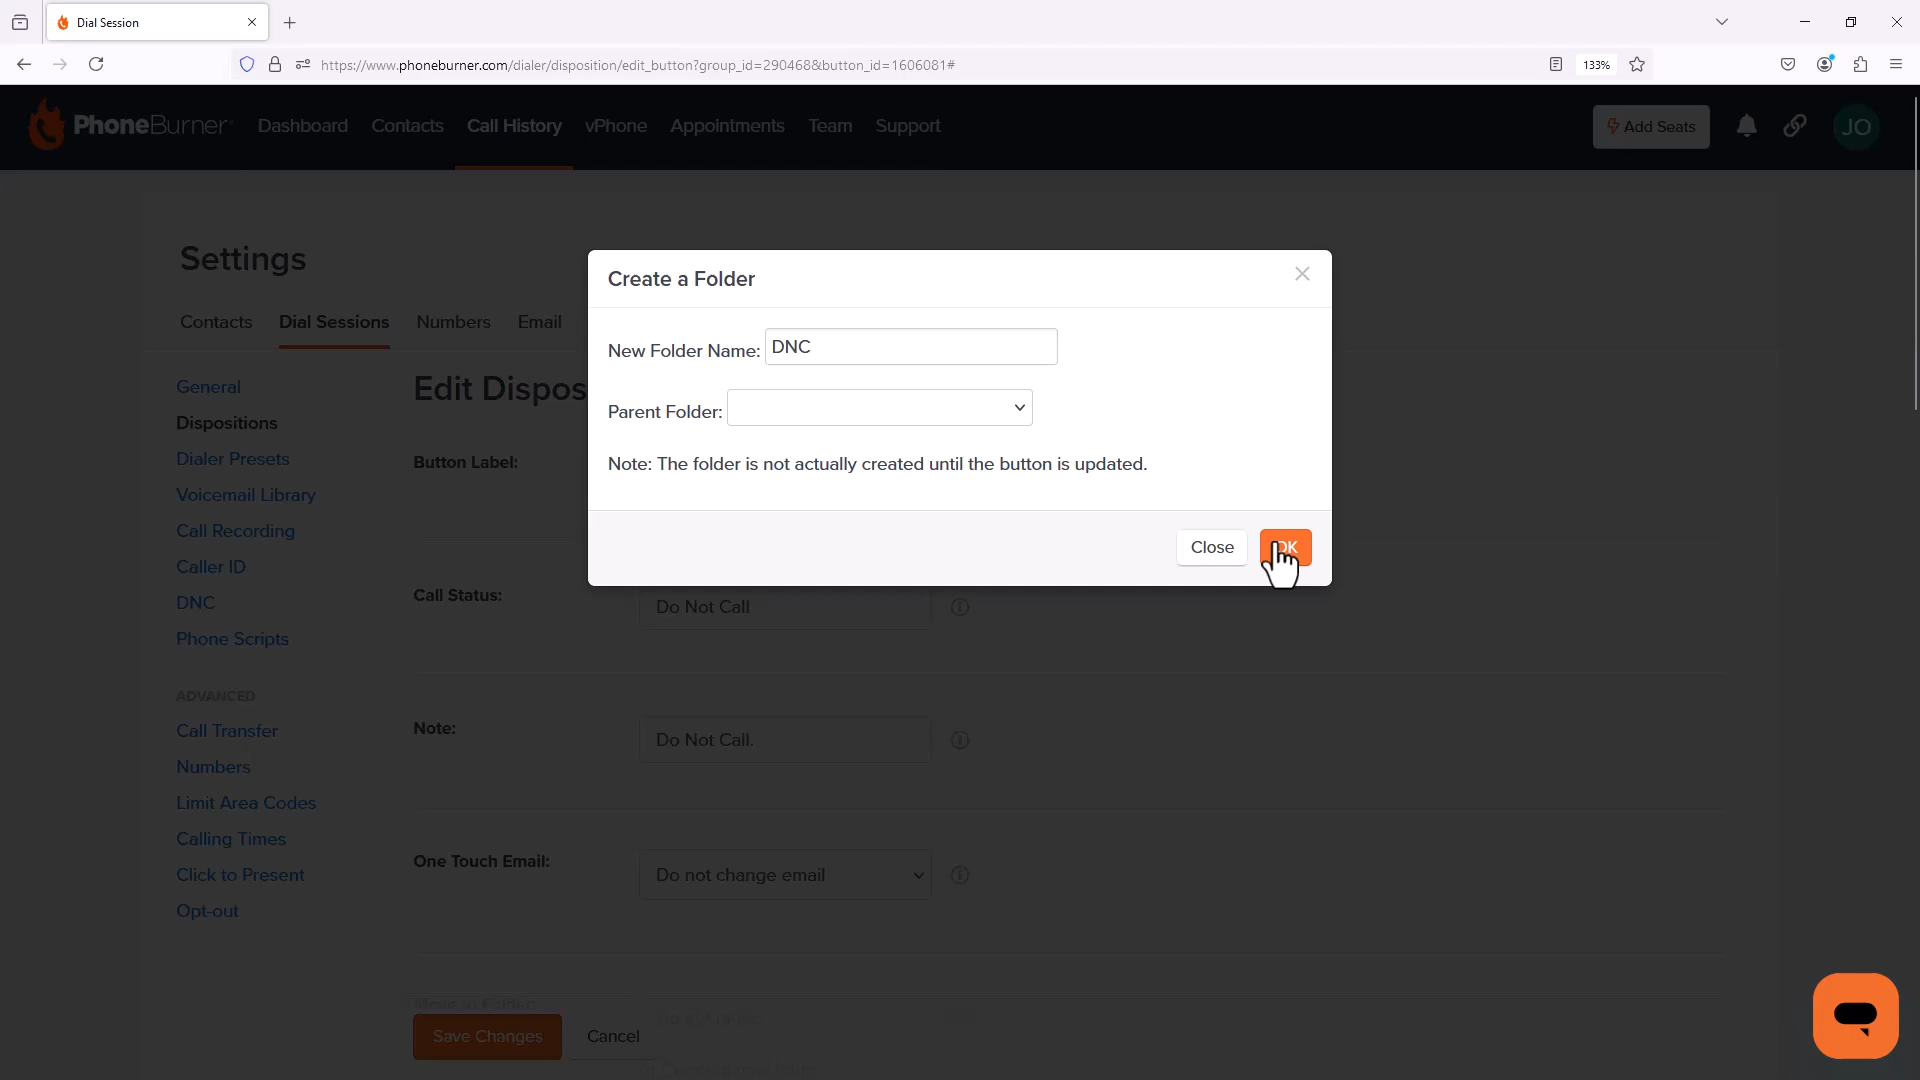 Dial Session
https://www.phoneburner.com/dialer/disposition/edit_button?group_id=290468&button_id=1606081#
133%
PhoneBurner
Dashboard
Contacts
Call History
vPhone
Appointments
Team
Support
Add Seats
JO
Settings
Contacts
Dial Sessions
Numbers
Email
General
Dispositions
Dialer Presets
Voicemail Library
Call Recording
Caller ID
DNC
Phone Scripts
ADVANCED
Call Transfer
Numbers
Limit Area Codes
Calling Times
Click to Present
Opt-out
Edit Dispos
Button Label:
Create a Folder
New Folder Name: DNC
Parent Folder:
Note: The folder is not actually created until the button is updated.
Close
OK
Call Status:
Do Not Call
Note:
Do Not Call.
One Touch Email:
Do not change email
Move to Folder:
Save Changes
Cancel